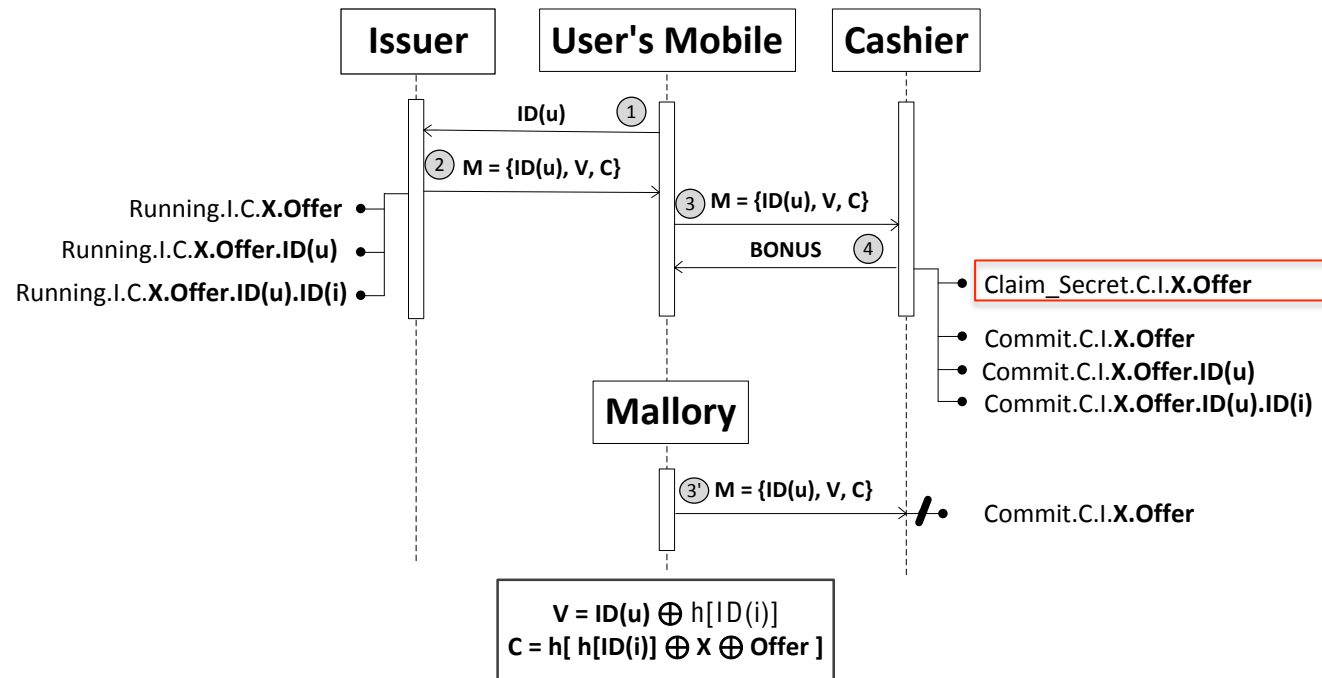 Issuer
User's Mobile
Cashier
ID(u)
1
2
M = {ID(u), V, C}
Running.I.C.X.Offer
Running.I.C.X.Offer.ID(u)
Running.I.C.X.Offer.ID(u).ID(i)
3
M = {ID(u), V, C}
BONUS
4
Claim_Secret.C.I.X.Offer
Commit.C.I.X.Offer
Commit.C.I.X.Offer.ID(u)
Commit.C.I.X.Offer.ID(u).ID(i)
Mallory
3'
M = {ID(u), V, C}
Commit.C.I.X.Offer
V = ID(u) ⊕ h[ID(i)]
C = h[ h[ID(i)] ⊕ X ⊕ Offer ]